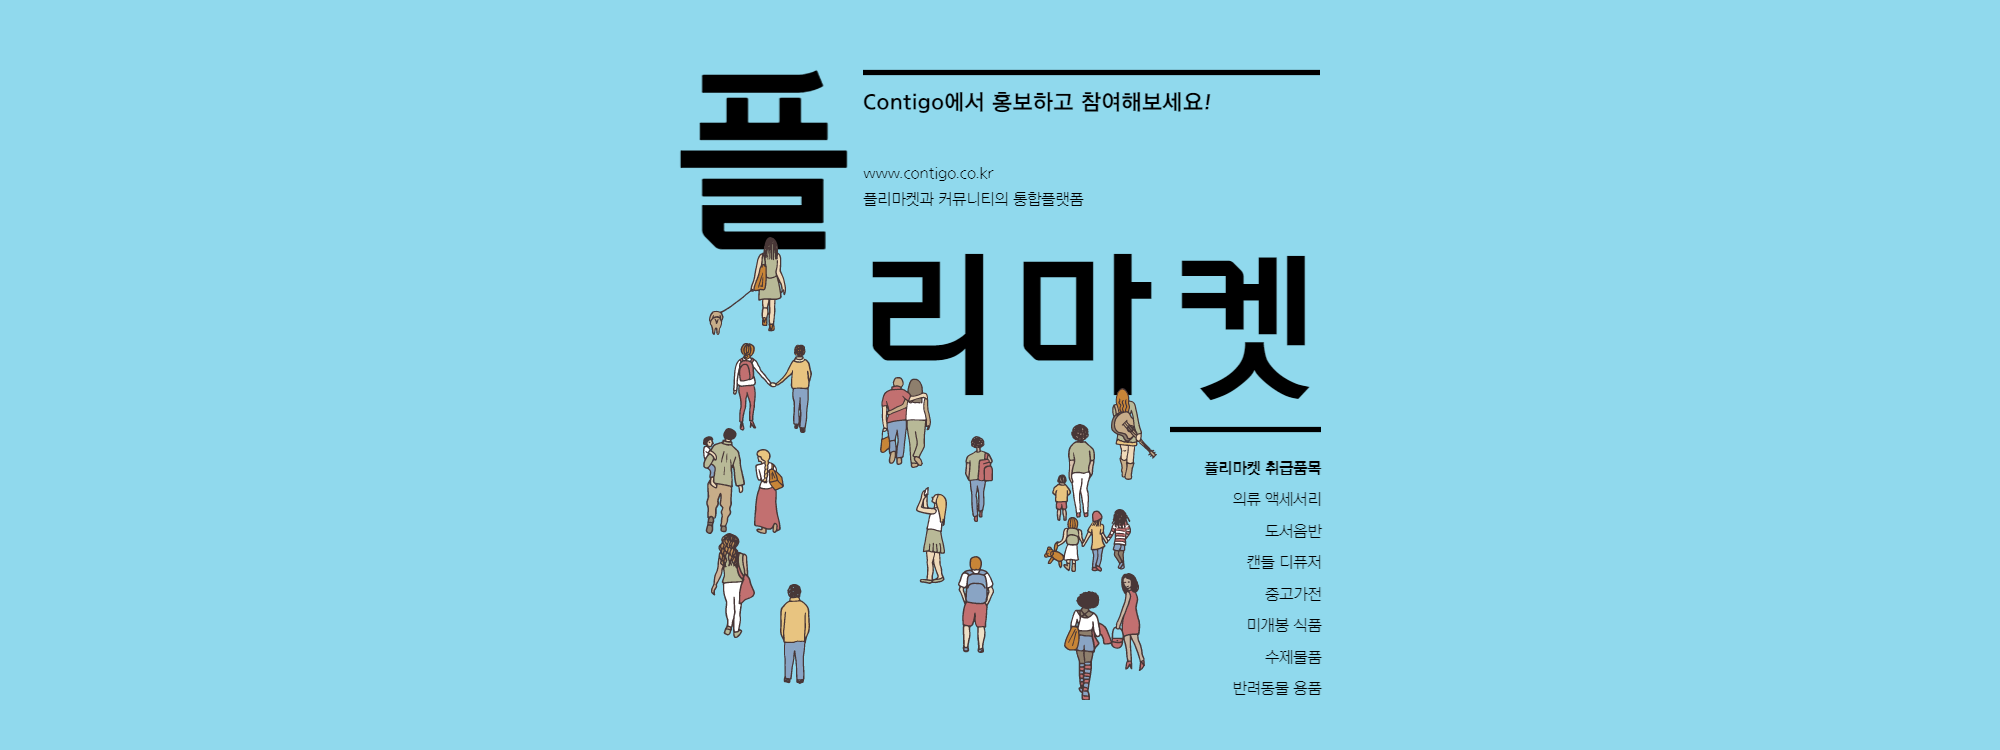 플
Contigo에서 홍보하고 참여해보세요!
www.contigo.co.kr
플리마켓과 커뮤니티의 통합플랫폼
리마켓
플리마켓 취급품목
의류 액세서리
도서음반
캔들 디퓨저
중고가전
미개봉 식품
수제물품
반려동물 용품